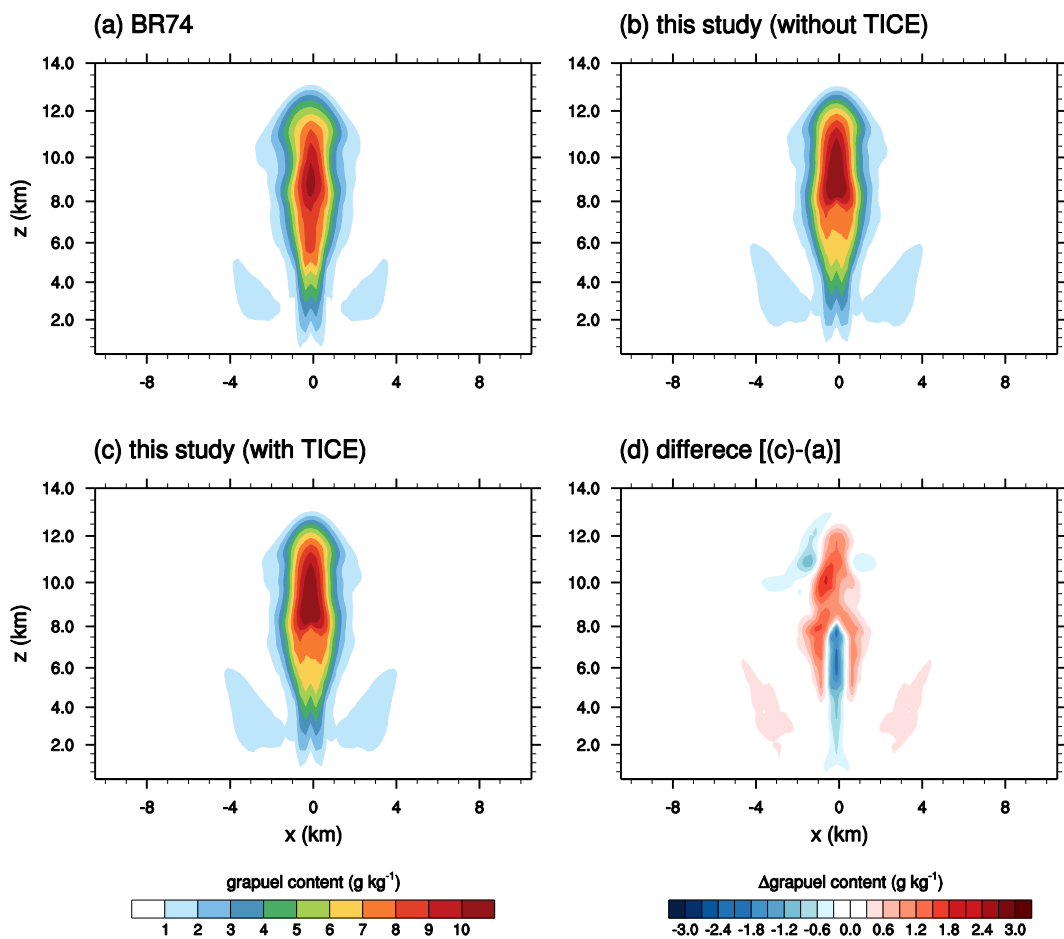 (a) BR74
(b) this study (without TICE)
14.0
12.0
10.0
8.0
6.0
4.0
2.0
z (km)
-8 -4 0 4 8
14.0
12.0
10.0
8.0
6.0
4.0
2.0
-8 -4 0 4 8
(c) this study (with TICE)
(d) differece [(c)-(a)]
14.0
12.0
10.0
8.0
6.0
4.0
2.0
z (km)
-8 -4 0 4 8
x (km)
14.0
12.0
10.0
8.0
6.0
4.0
2.0
-8 -4 0 4 8
x (km)
grapuel content (g kg⁻¹)
1 2 3 4 5 6 7 8 9 10
Δgrapuel content (g kg⁻¹)
-3.0 -2.4 -1.8 -1.2 -0.6 0.0 0.6 1.2 1.8 2.4 3.0